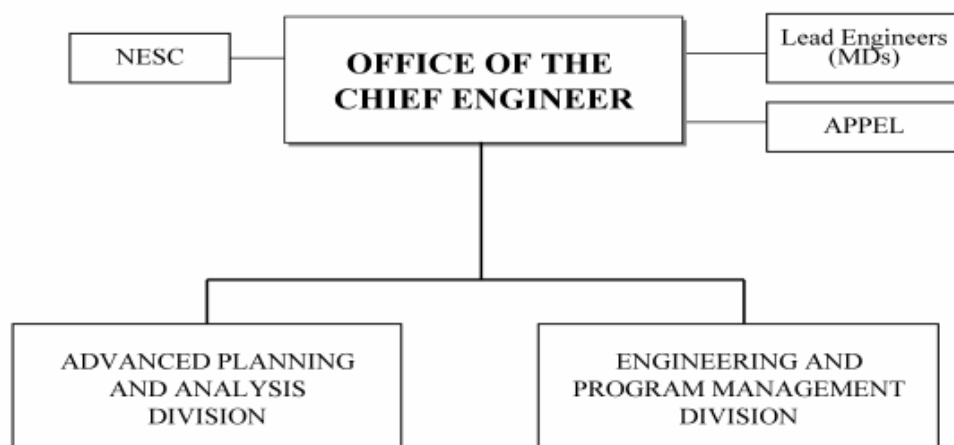 NESC
OFFICE OF THE
CHIEF ENGINEER
Lead Engineers
(MDs)
APPEL
ADVANCED PLANNING
AND ANALYSIS
DIVISION
ENGINEERING AND
PROGRAM MANAGEMENT
DIVISION